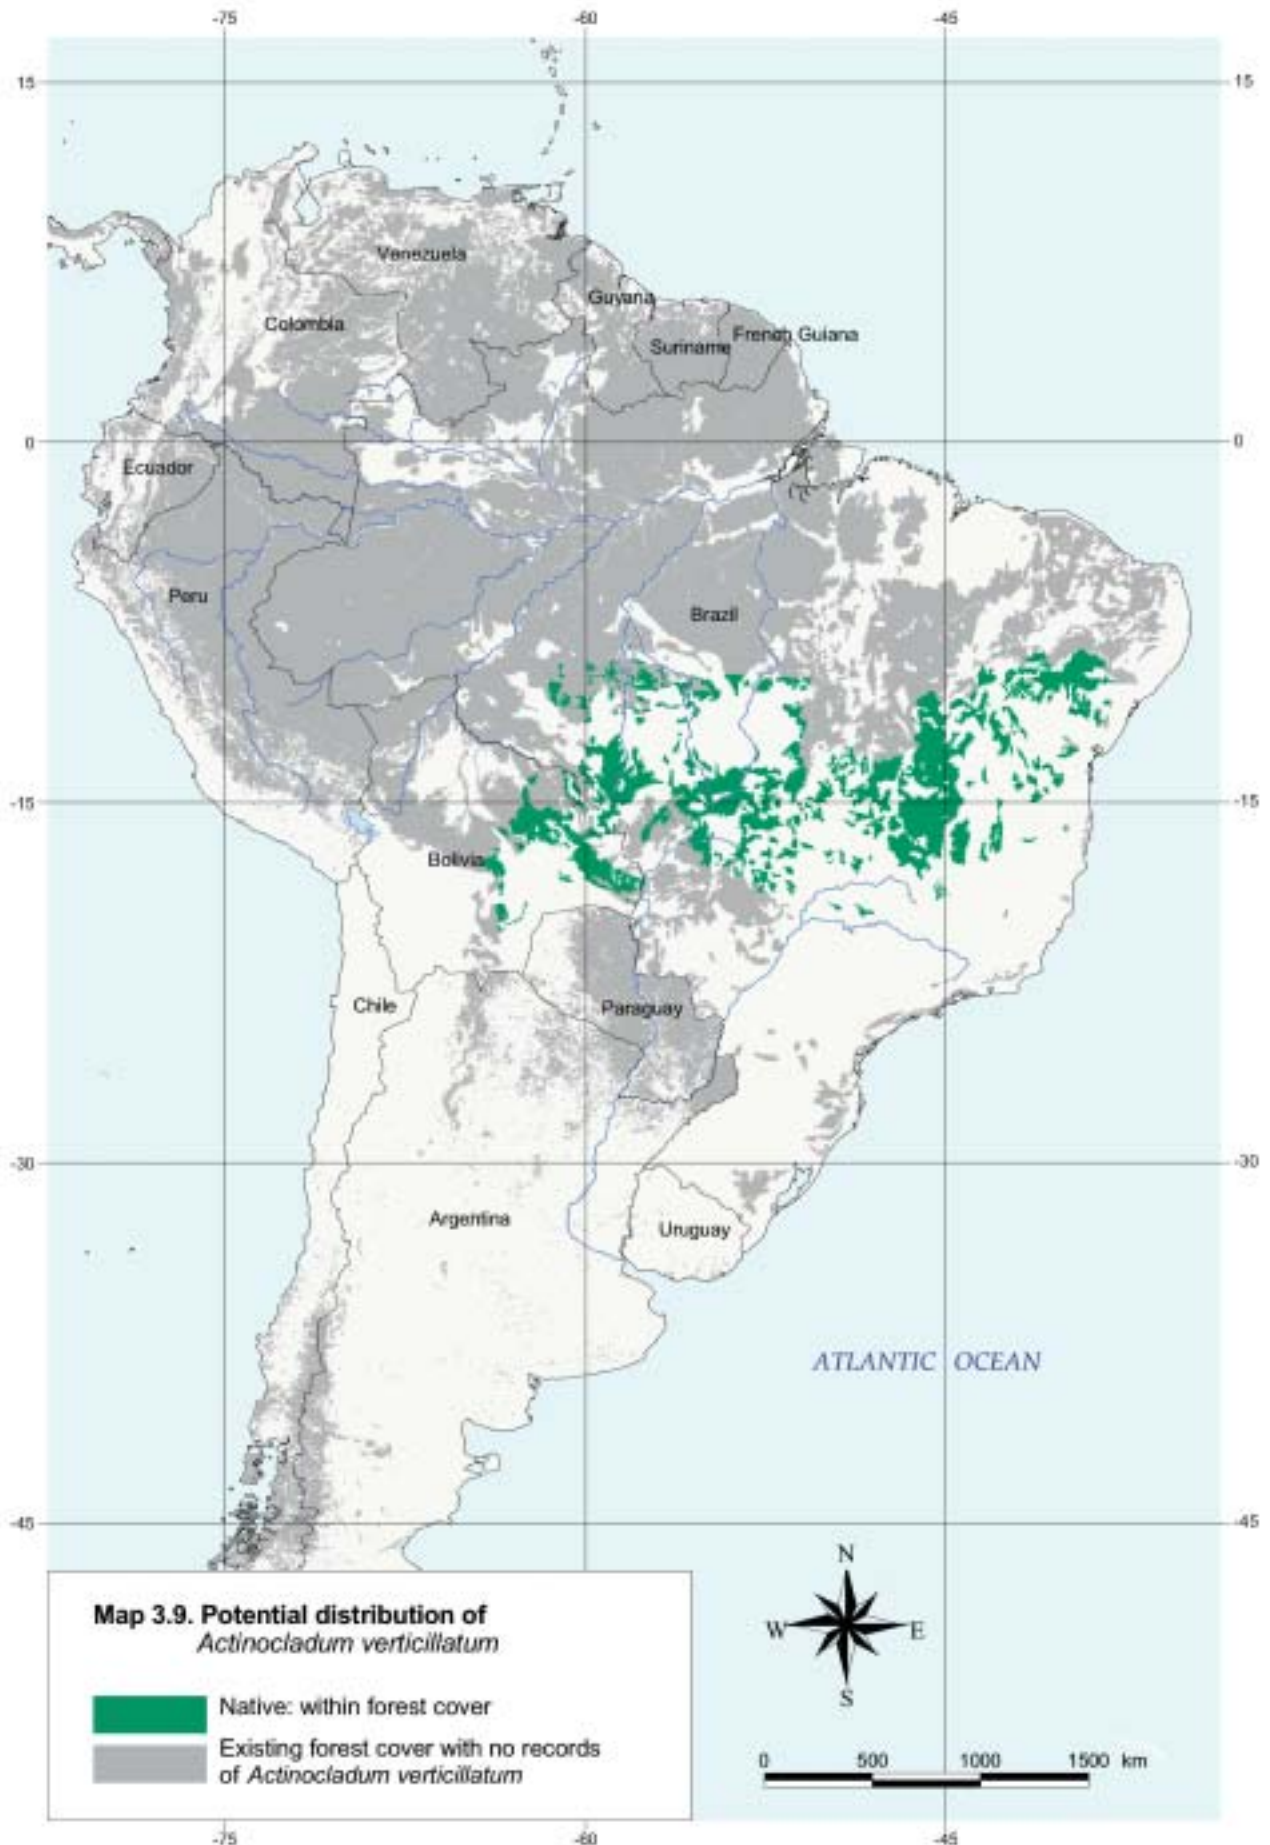 -75 -60 -45
15 15
Venezuela
Guyana
Colombia
French Guiana
Suriname
0 0
Ecuador
Peru
Brazil
-15 -15
Bolivia
Chile
Paraguay
-30 -30
Argentina
Uruguay
ATLANTIC OCEAN
-45 -45
N
W E
S
Map 3.9. Potential distribution of
Actinocladum verticillatum
Native: within forest cover
Existing forest cover with no records
of Actinocladum verticillatum
0 500 1000 1500 km
-75 -60 -45